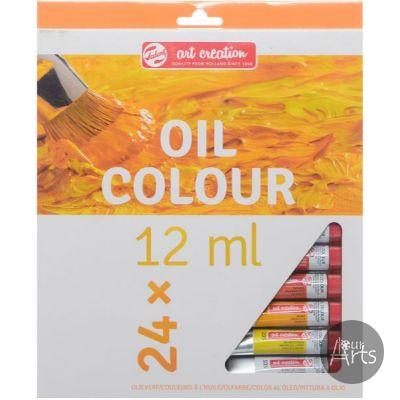 Talens
art creation
QUALITY FROM HOLLAND SINCE 1899
OIL
COLOUR
12 ml
24 ×
OLIEVERF/COULEURS À L'HUILE/ÖLFARBE/COLOR AL ÓLEO/PITTURA A OLIO
OUR
Arts